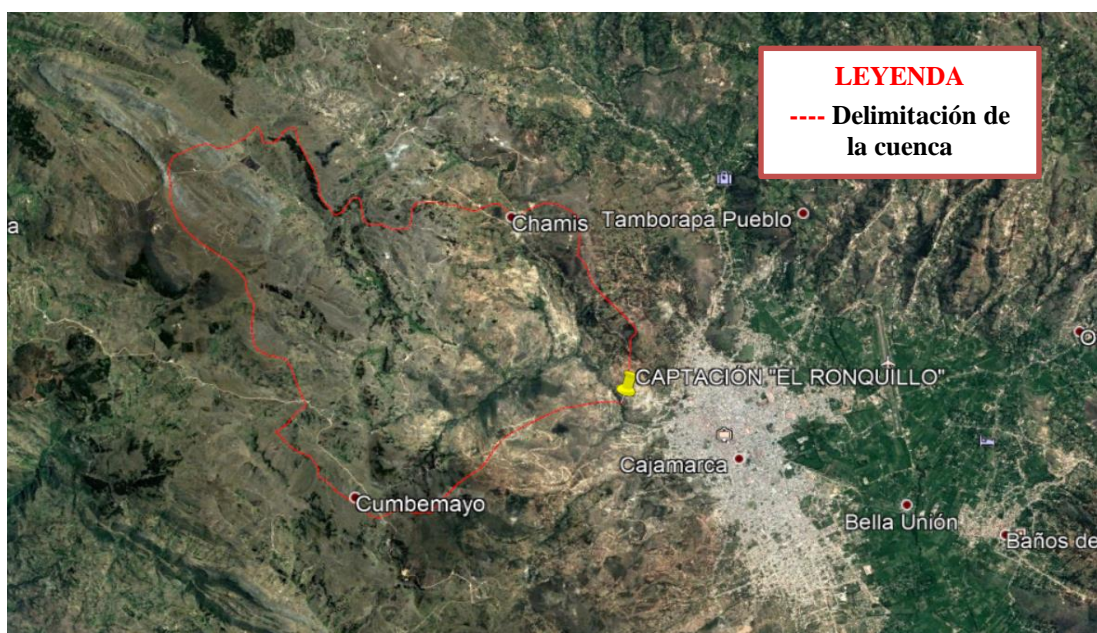 LEYENDA
---- Delimitación de
la cuenca
a
Chamis
Tamborapa Pueblo
O
CAPTACIÓN "EL RONQUILLO"
Cajamarca
Cumbemayo
Bella Unión
Baños de